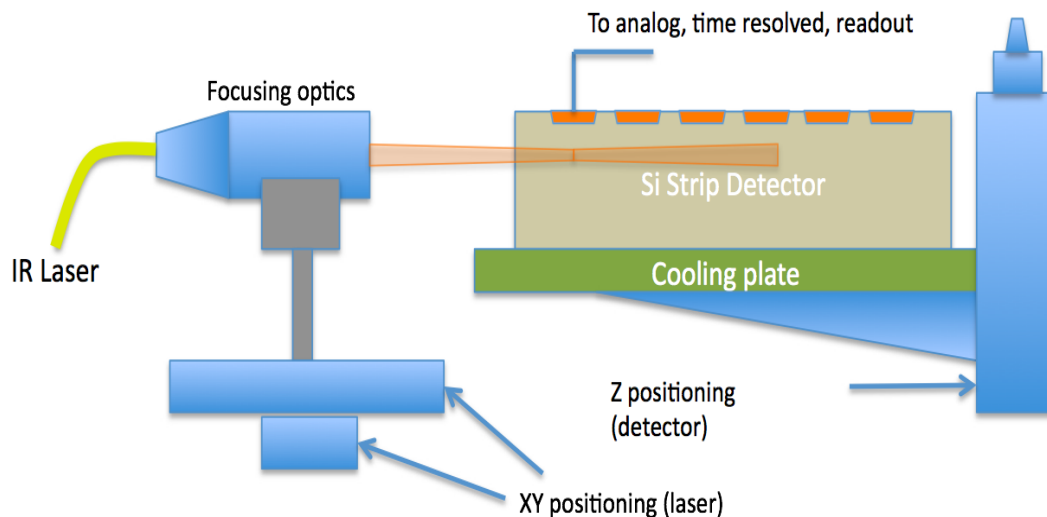 To analog, time resolved, readout
Focusing optics
Si Strip Detector
IR Laser
Cooling plate
Z positioning
(detector)
XY positioning (laser)